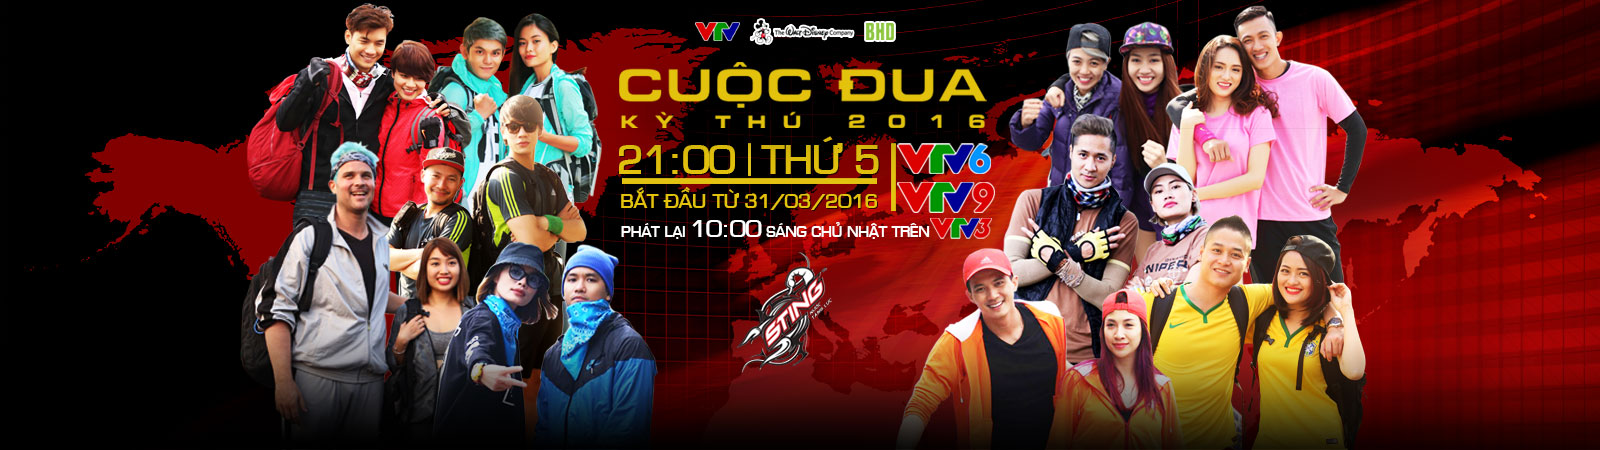 VTV The Walt Disney Company BHD
CUỘC ĐUA
KỲ THÚ 2016
21:00 | THỨ 5
VTV6
VTV9
BẮT ĐẦU TỪ 31/03/2016
PHÁT LẠI 10:00 SÁNG CHỦ NHẬT TRÊN VTV3
STING